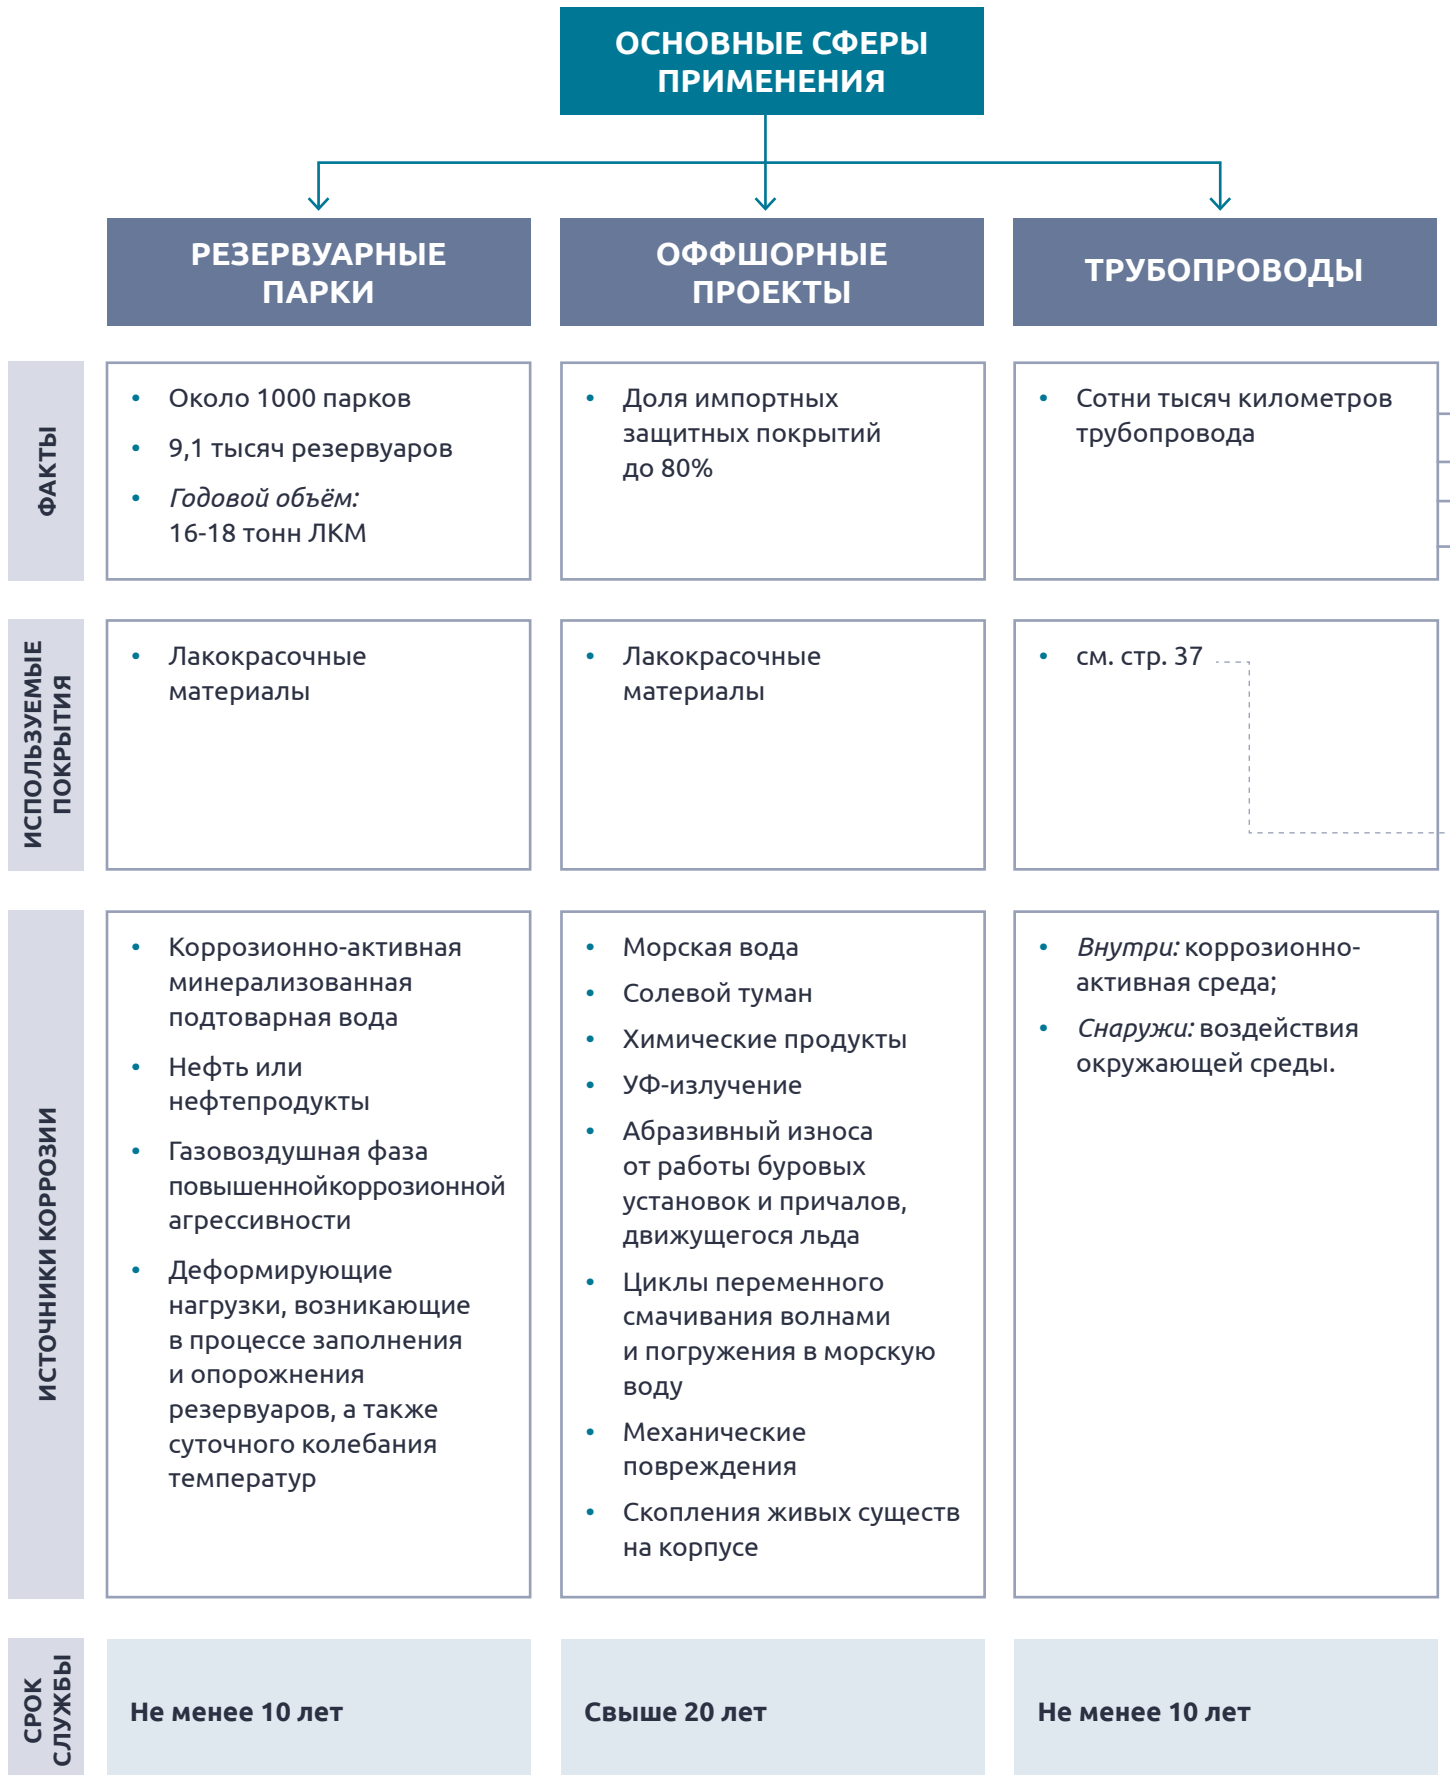 ОСНОВНЫЕ СФЕРЫ
ПРИМЕНЕНИЯ
РЕЗЕРВУАРНЫЕ
ПАРКИ
ОФФШОРНЫЕ
ПРОЕКТЫ
ТРУБОПРОВОДЫ
ФАКТЫ
• Около 1000 парков
• 9,1 тысяч резервуаров
• Годовой объём:
16-18 тонн ЛКМ
• Доля импортных
защитных покрытий
до 80%
• Сотни тысяч километров
трубопровода
ИСПОЛЬЗУЕМЫЕ
ПОКРЫТИЯ
• Лакокрасочные
материалы
• Лакокрасочные
материалы
• см. стр. 37
ИСТОЧНИКИ КОРРОЗИИ
• Коррозионно-активная
минерализованная
подтоварная вода
• Нефть или
нефтепродукты
• Газовоздушная фаза
повышеннойкоррозионной
агрессивности
• Деформирующие
нагрузки, возникающие
в процессе заполнения
и опорожнения
резервуаров, а также
суточного колебания
температур
• Морская вода
• Солевой туман
• Химические продукты
• УФ-излучение
• Абразивный износа
от работы буровых
установок и причалов,
движущегося льда
• Циклы переменного
смачивания волнами
и погружения в морскую
воду
• Механические
повреждения
• Скопления живых существ
на корпусе
• Внутри: коррозионно-
активная среда;
• Снаружи: воздействия
окружающей среды.
СРОК
СЛУЖБЫ
Не менее 10 лет
Свыше 20 лет
Не менее 10 лет